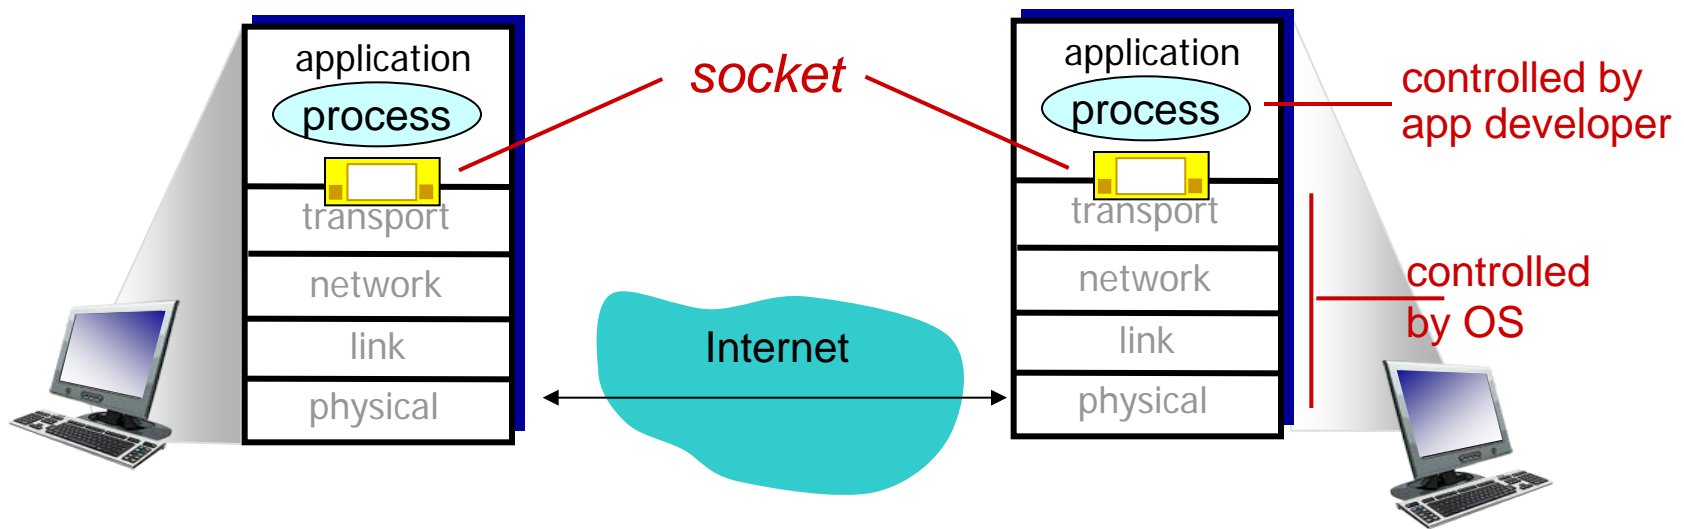 application
process
transport
network
link
physical
socket
Internet
application
process
transport
network
link
physical
controlled by
app developer
controlled
by OS